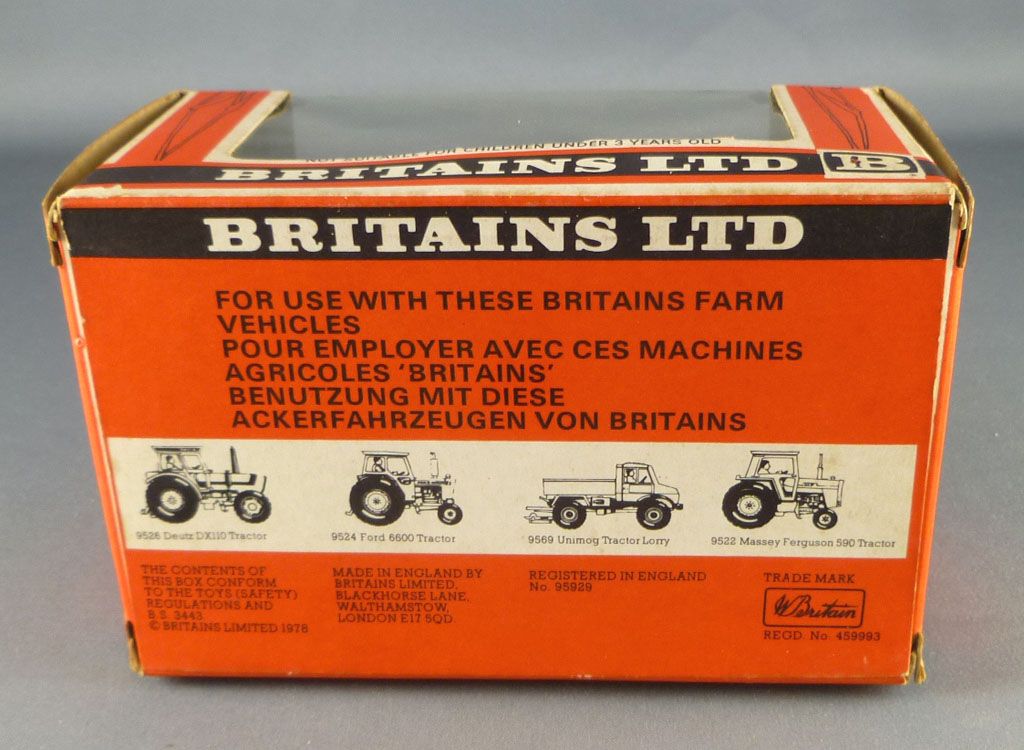 NOT SUITABLE FOR CHILDREN UNDER 3 YEARS OLD
BRITAINS LTD
B
BRITAINS LTD
FOR USE WITH THESE BRITAINS FARM
VEHICLES
POUR EMPLOYER AVEC CES MACHINES
AGRICOLES 'BRITAINS'
BENUTZUNG MIT DIESE
ACKERFAHRZEUGEN VON BRITAINS
9526 Deutz DX110 Tractor
9524 Ford 6600 Tractor
9569 Unimog Tractor Lorry
9522 Massey Ferguson 590 Tractor
THE CONTENTS OF
THIS BOX CONFORM
TO THE TOYS (SAFETY)
REGULATIONS AND
B.S. 3443
© BRITAINS LIMITED 1978
MADE IN ENGLAND BY
BRITAINS LIMITED,
BLACKHORSE LANE,
WALTHAMSTOW,
LONDON E17 5QD
REGISTERED IN ENGLAND
No. 95929
TRADE MARK
W Britain
REGD. No. 459993